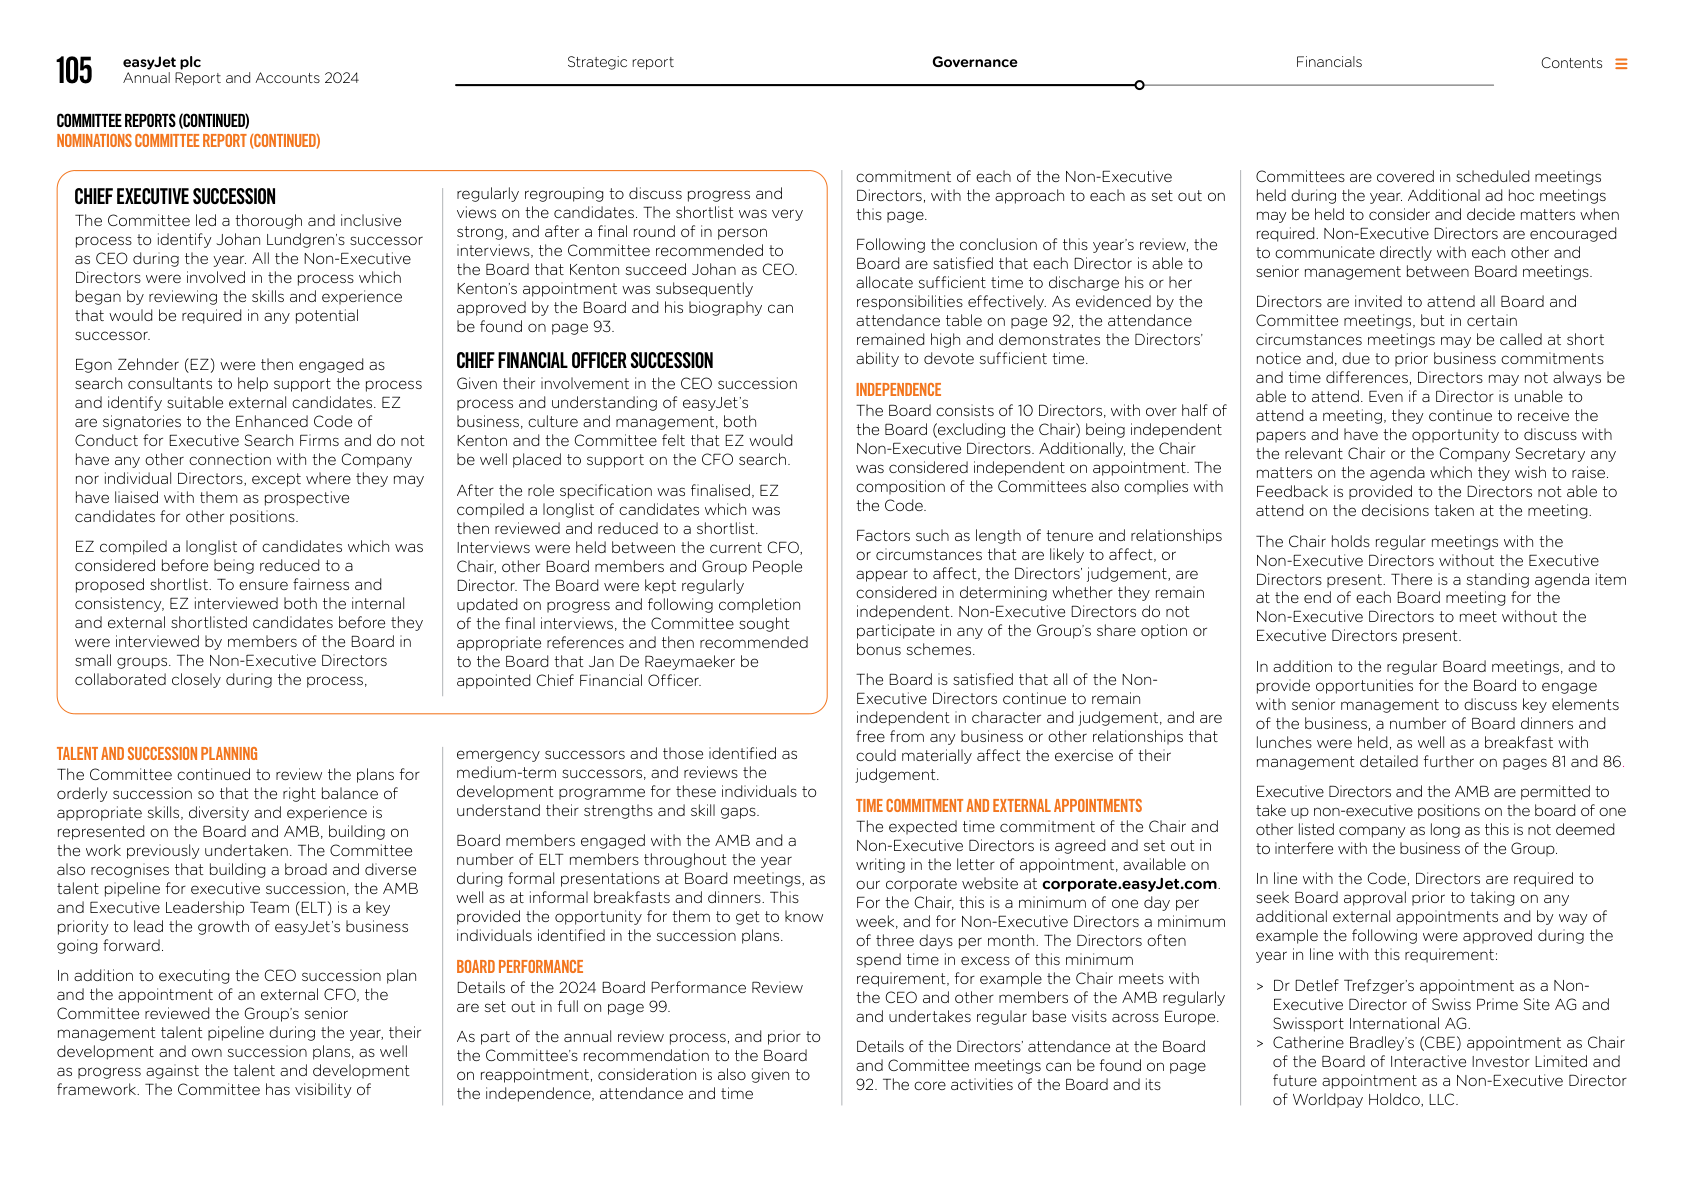 105
easyJet plc
Annual Report and Accounts 2024
Strategic report
Governance
Financials
Contents
COMMITTEE REPORTS (CONTINUED)
NOMINATIONS COMMITTEE REPORT (CONTINUED)
CHIEF EXECUTIVE SUCCESSION
The Committee led a thorough and inclusive
process to identify Johan Lundgren's successor
as CEO during the year. All the Non-Executive
Directors were involved in the process which
began by reviewing the skills and experience
that would be required in any potential
successor.
Egon Zehnder (EZ) were then engaged as
search consultants to help support the process
and identify suitable external candidates. EZ
are signatories to the Enhanced Code of
Conduct for Executive Search Firms and do not
have any other connection with the Company
nor individual Directors, except where they may
have liaised with them as prospective
candidates for other positions.
EZ compiled a longlist of candidates which was
considered before being reduced to a
proposed shortlist. To ensure fairness and
consistency, EZ interviewed both the internal
and external shortlisted candidates before they
were interviewed by members of the Board in
small groups. The Non-Executive Directors
collaborated closely during the process,
regularly regrouping to discuss progress and
views on the candidates. The shortlist was very
strong, and after a final round of in person
interviews, the Committee recommended to
the Board that Kenton succeed Johan as CEO.
Kenton's appointment was subsequently
approved by the Board and his biography can
be found on page 93.
CHIEF FINANCIAL OFFICER SUCCESSION
Given their involvement in the CEO succession
process and understanding of easyJet's
business, culture and management, both
Kenton and the Committee felt that EZ would
be well placed to support on the CFO search.
After the role specification was finalised, EZ
compiled a longlist of candidates which was
then reviewed and reduced to a shortlist.
Interviews were held between the current CFO,
Chair, other Board members and Group People
Director. The Board were kept regularly
updated on progress and following completion
of the final interviews, the Committee sought
appropriate references and then recommended
to the Board that Jan De Raeymaeker be
appointed Chief Financial Officer.
TALENT AND SUCCESSION PLANNING
The Committee continued to review the plans for
orderly succession so that the right balance of
appropriate skills, diversity and experience is
represented on the Board and AMB, building on
the work previously undertaken. The Committee
also recognises that building a broad and diverse
talent pipeline for executive succession, the AMB
and Executive Leadership Team (ELT) is a key
priority to lead the growth of easyJet's business
going forward.
In addition to executing the CEO succession plan
and the appointment of an external CFO, the
Committee reviewed the Group's senior
management talent pipeline during the year, their
development and own succession plans, as well
as progress against the talent and development
framework. The Committee has visibility of
emergency successors and those identified as
medium-term successors, and reviews the
development programme for these individuals to
understand their strengths and skill gaps.
Board members engaged with the AMB and a
number of ELT members throughout the year
during formal presentations at Board meetings, as
well as at informal breakfasts and dinners. This
provided the opportunity for them to get to know
individuals identified in the succession plans.
BOARD PERFORMANCE
Details of the 2024 Board Performance Review
are set out in full on page 99.
As part of the annual review process, and prior to
the Committee's recommendation to the Board
on reappointment, consideration is also given to
the independence, attendance and time
commitment of each of the Non-Executive
Directors, with the approach to each as set out on
this page.
Following the conclusion of this year's review, the
Board are satisfied that each Director is able to
allocate sufficient time to discharge his or her
responsibilities effectively. As evidenced by the
attendance table on page 92, the attendance
remained high and demonstrates the Directors'
ability to devote sufficient time.
INDEPENDENCE
The Board consists of 10 Directors, with over half of
the Board (excluding the Chair) being independent
Non-Executive Directors. Additionally, the Chair
was considered independent on appointment. The
composition of the Committees also complies with
the Code.
Factors such as length of tenure and relationships
or circumstances that are likely to affect, or
appear to affect, the Directors' judgement, are
considered in determining whether they remain
independent. Non-Executive Directors do not
participate in any of the Group's share option or
bonus schemes.
The Board is satisfied that all of the Non-
Executive Directors continue to remain
independent in character and judgement, and are
free from any business or other relationships that
could materially affect the exercise of their
judgement.
TIME COMMITMENT AND EXTERNAL APPOINTMENTS
The expected time commitment of the Chair and
Non-Executive Directors is agreed and set out in
writing in the letter of appointment, available on
our corporate website at corporate.easyJet.com.
For the Chair, this is a minimum of one day per
week, and for Non-Executive Directors a minimum
of three days per month. The Directors often
spend time in excess of this minimum
requirement, for example the Chair meets with
the CEO and other members of the AMB regularly
and undertakes regular base visits across Europe.
Details of the Directors' attendance at the Board
and Committee meetings can be found on page
92. The core activities of the Board and its
Committees are covered in scheduled meetings
held during the year. Additional ad hoc meetings
may be held to consider and decide matters when
required. Non-Executive Directors are encouraged
to communicate directly with each other and
senior management between Board meetings.
Directors are invited to attend all Board and
Committee meetings, but in certain
circumstances meetings may be called at short
notice and, due to prior business commitments
and time differences, Directors may not always be
able to attend. Even if a Director is unable to
attend a meeting, they continue to receive the
papers and have the opportunity to discuss with
the relevant Chair or the Company Secretary any
matters on the agenda which they wish to raise.
Feedback is provided to the Directors not able to
attend on the decisions taken at the meeting.
The Chair holds regular meetings with the
Non-Executive Directors without the Executive
Directors present. There is a standing agenda item
at the end of each Board meeting for the
Non-Executive Directors to meet without the
Executive Directors present.
In addition to the regular Board meetings, and to
provide opportunities for the Board to engage
with senior management to discuss key elements
of the business, a number of Board dinners and
lunches were held, as well as a breakfast with
management detailed further on pages 81 and 86.
Executive Directors and the AMB are permitted to
take up non-executive positions on the board of one
other listed company as long as this is not deemed
to interfere with the business of the Group.
In line with the Code, Directors are required to
seek Board approval prior to taking on any
additional external appointments and by way of
example the following were approved during the
year in line with this requirement:
> Dr Detlef Trefzger's appointment as a Non-
Executive Director of Swiss Prime Site AG and
Swissport International AG.
> Catherine Bradley's (CBE) appointment as Chair
of the Board of Interactive Investor Limited and
future appointment as a Non-Executive Director
of Worldpay Holdco, LLC.